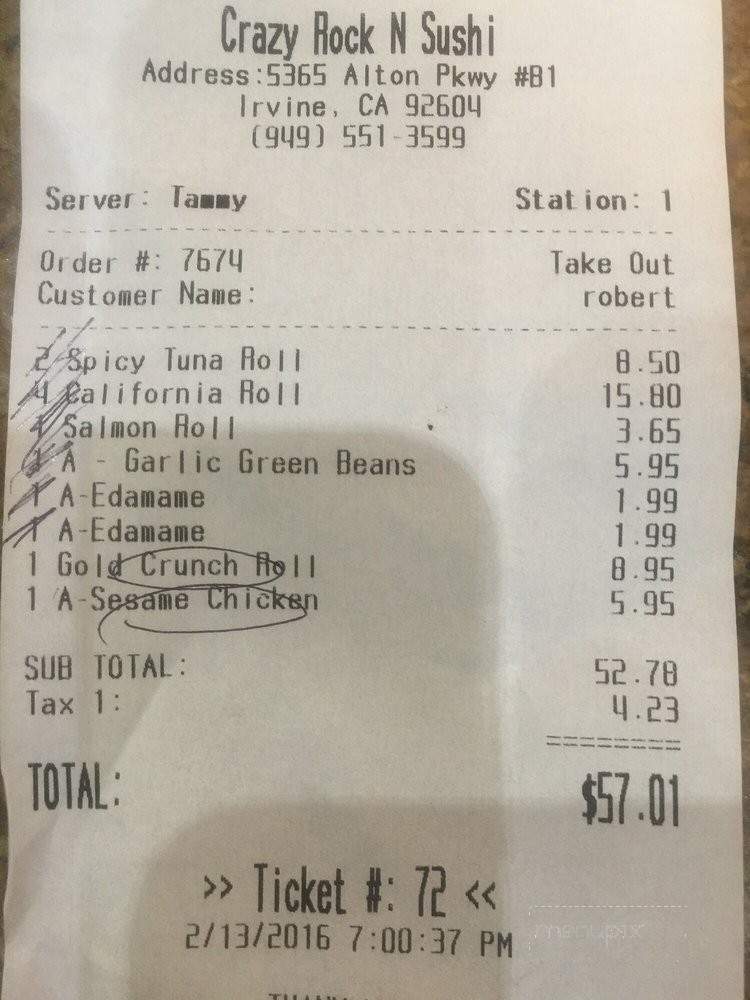 Crazy Rock N Sushi
Address:5365 Alton Pkwy #B1
Irvine, CA 92604
(949) 551-3599
Server: Tammy Station: 1
Order #: 7674 Take Out
Customer Name: robert
2 Spicy Tuna Roll 8.50
4 California Roll 15.80
1 Salmon Roll 3.65
1 A - Garlic Green Beans 5.95
1 A-Edamame 1.99
1 A-Edamame 1.99
1 Gold Crunch Roll 8.95
1 A-Sesame Chicken 5.95
SUB TOTAL: 52.78
Tax 1: 4.23
TOTAL: $57.01
>> Ticket #: 72 <<
2/13/2016 7:00:37 PM
menupix